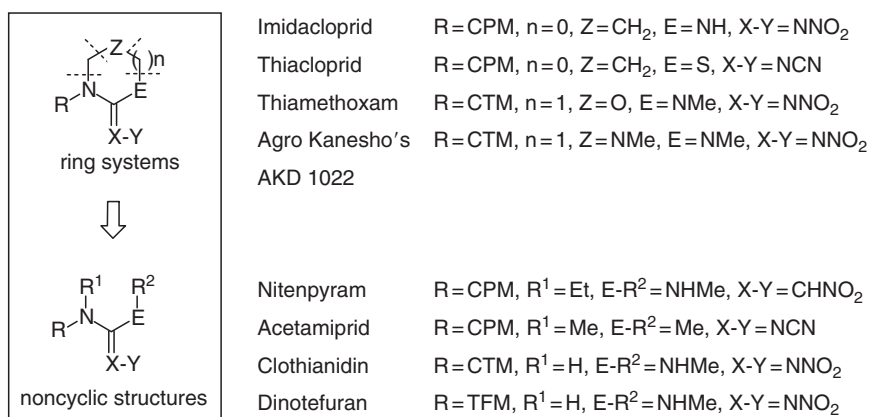 Z
( )n
N
E
R
X-Y
ring systems
R¹ R²
N
E
R
X-Y
noncyclic structures
Imidacloprid R=CPM, n=0, Z=CH₂, E=NH, X-Y=NNO₂
Thiacloprid R=CPM, n=0, Z=CH₂, E=S, X-Y=NCN
Thiamethoxam R=CTM, n=1, Z=O, E=NMe, X-Y=NNO₂
Agro Kanesho's R=CTM, n=1, Z=NMe, E=NMe, X-Y=NNO₂
AKD 1022
Nitenpyram R=CPM, R¹=Et, E-R²=NHMe, X-Y=CHNO₂
Acetamiprid R=CPM, R¹=Me, E-R²=Me, X-Y=NCN
Clothianidin R=CTM, R¹=H, E-R²=NHMe, X-Y=NNO₂
Dinotefuran R=TFM, R¹=H, E-R²=NHMe, X-Y=NNO₂